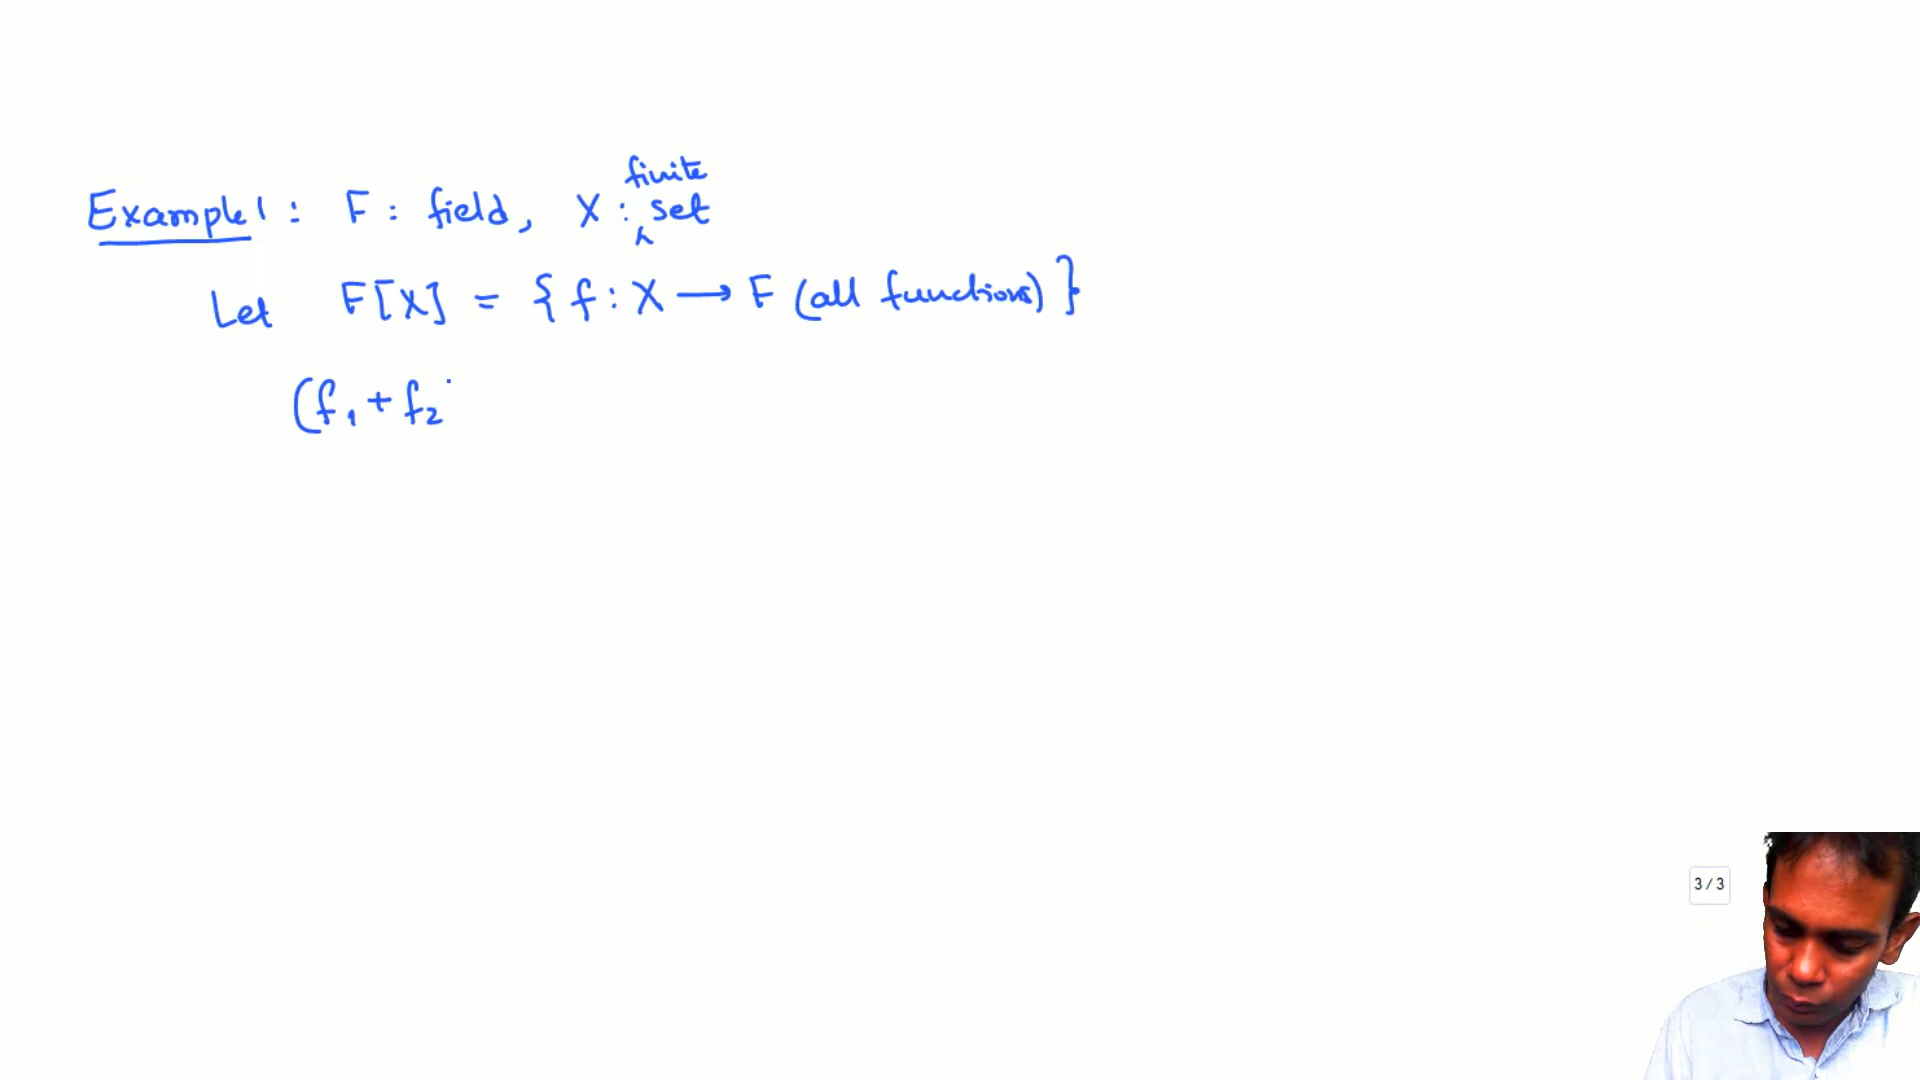 Example 1 : F : field, X : finite set
Let F[X] = { f : X → F (all functions) }
(f₁ + f₂
3 / 3